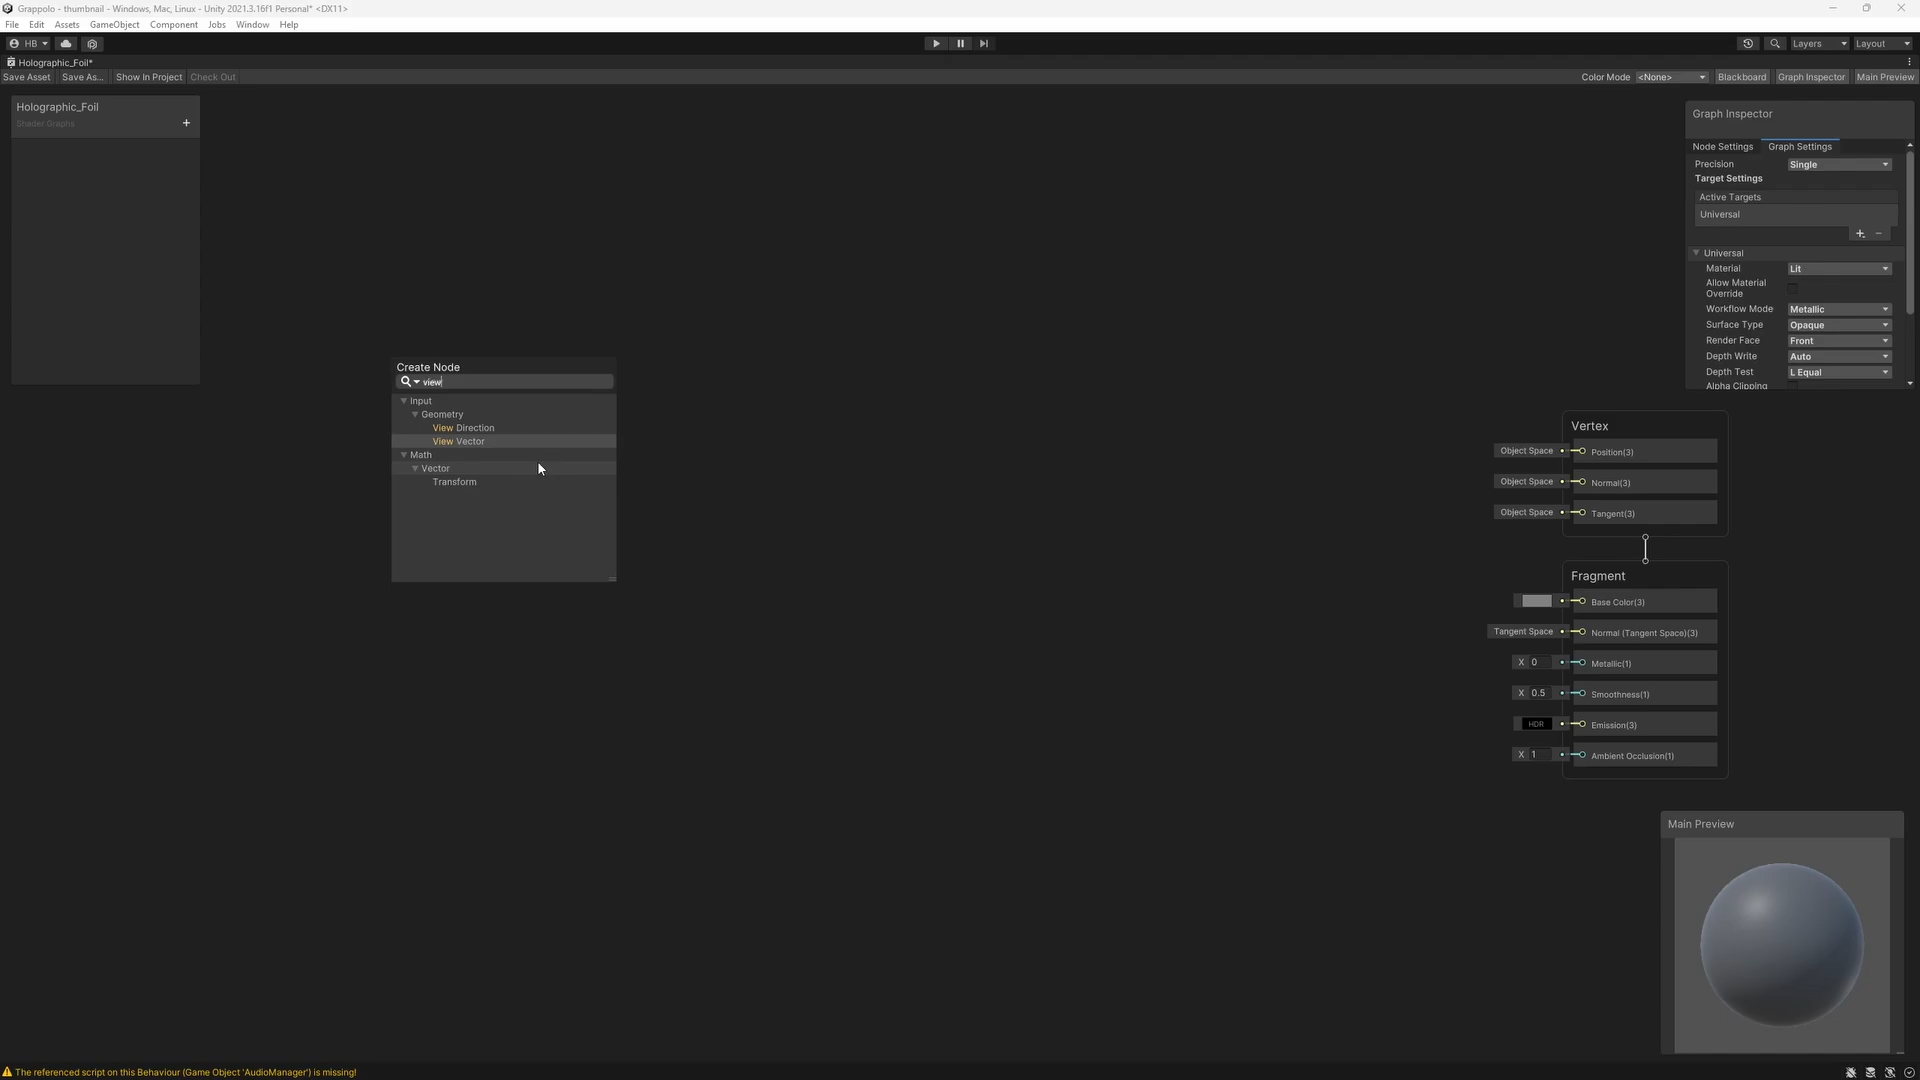 Grappolo - thumbnail - Windows, Mac, Linux - Unity 2021.3.16f1 Personal* <DX11>
File Edit Assets GameObject Component Jobs Window Help
HB Layers Layout
Holographic_Foil*
Save Asset Save As... Show In Project Check Out Color Mode <None> Blackboard Graph Inspector Main Preview
Holographic_Foil
Shader Graphs
+
Graph Inspector
Node Settings Graph Settings
Precision Single
Target Settings
Active Targets
Universal
Universal
Material Lit
Allow Material
Override
Workflow Mode Metallic
Surface Type Opaque
Render Face Front
Depth Write Auto
Depth Test L Equal
Alpha Clipping
Create Node
view
Input
Geometry
View Direction
View Vector
Math
Vector
Transform
Vertex
Object Space Position(3)
Object Space Normal(3)
Object Space Tangent(3)
Fragment
Base Color(3)
Tangent Space Normal (Tangent Space)(3)
X 0 Metallic(1)
X 0.5 Smoothness(1)
HDR Emission(3)
X 1 Ambient Occlusion(1)
Main Preview
The referenced script on this Behaviour (Game Object 'AudioManager') is missing!